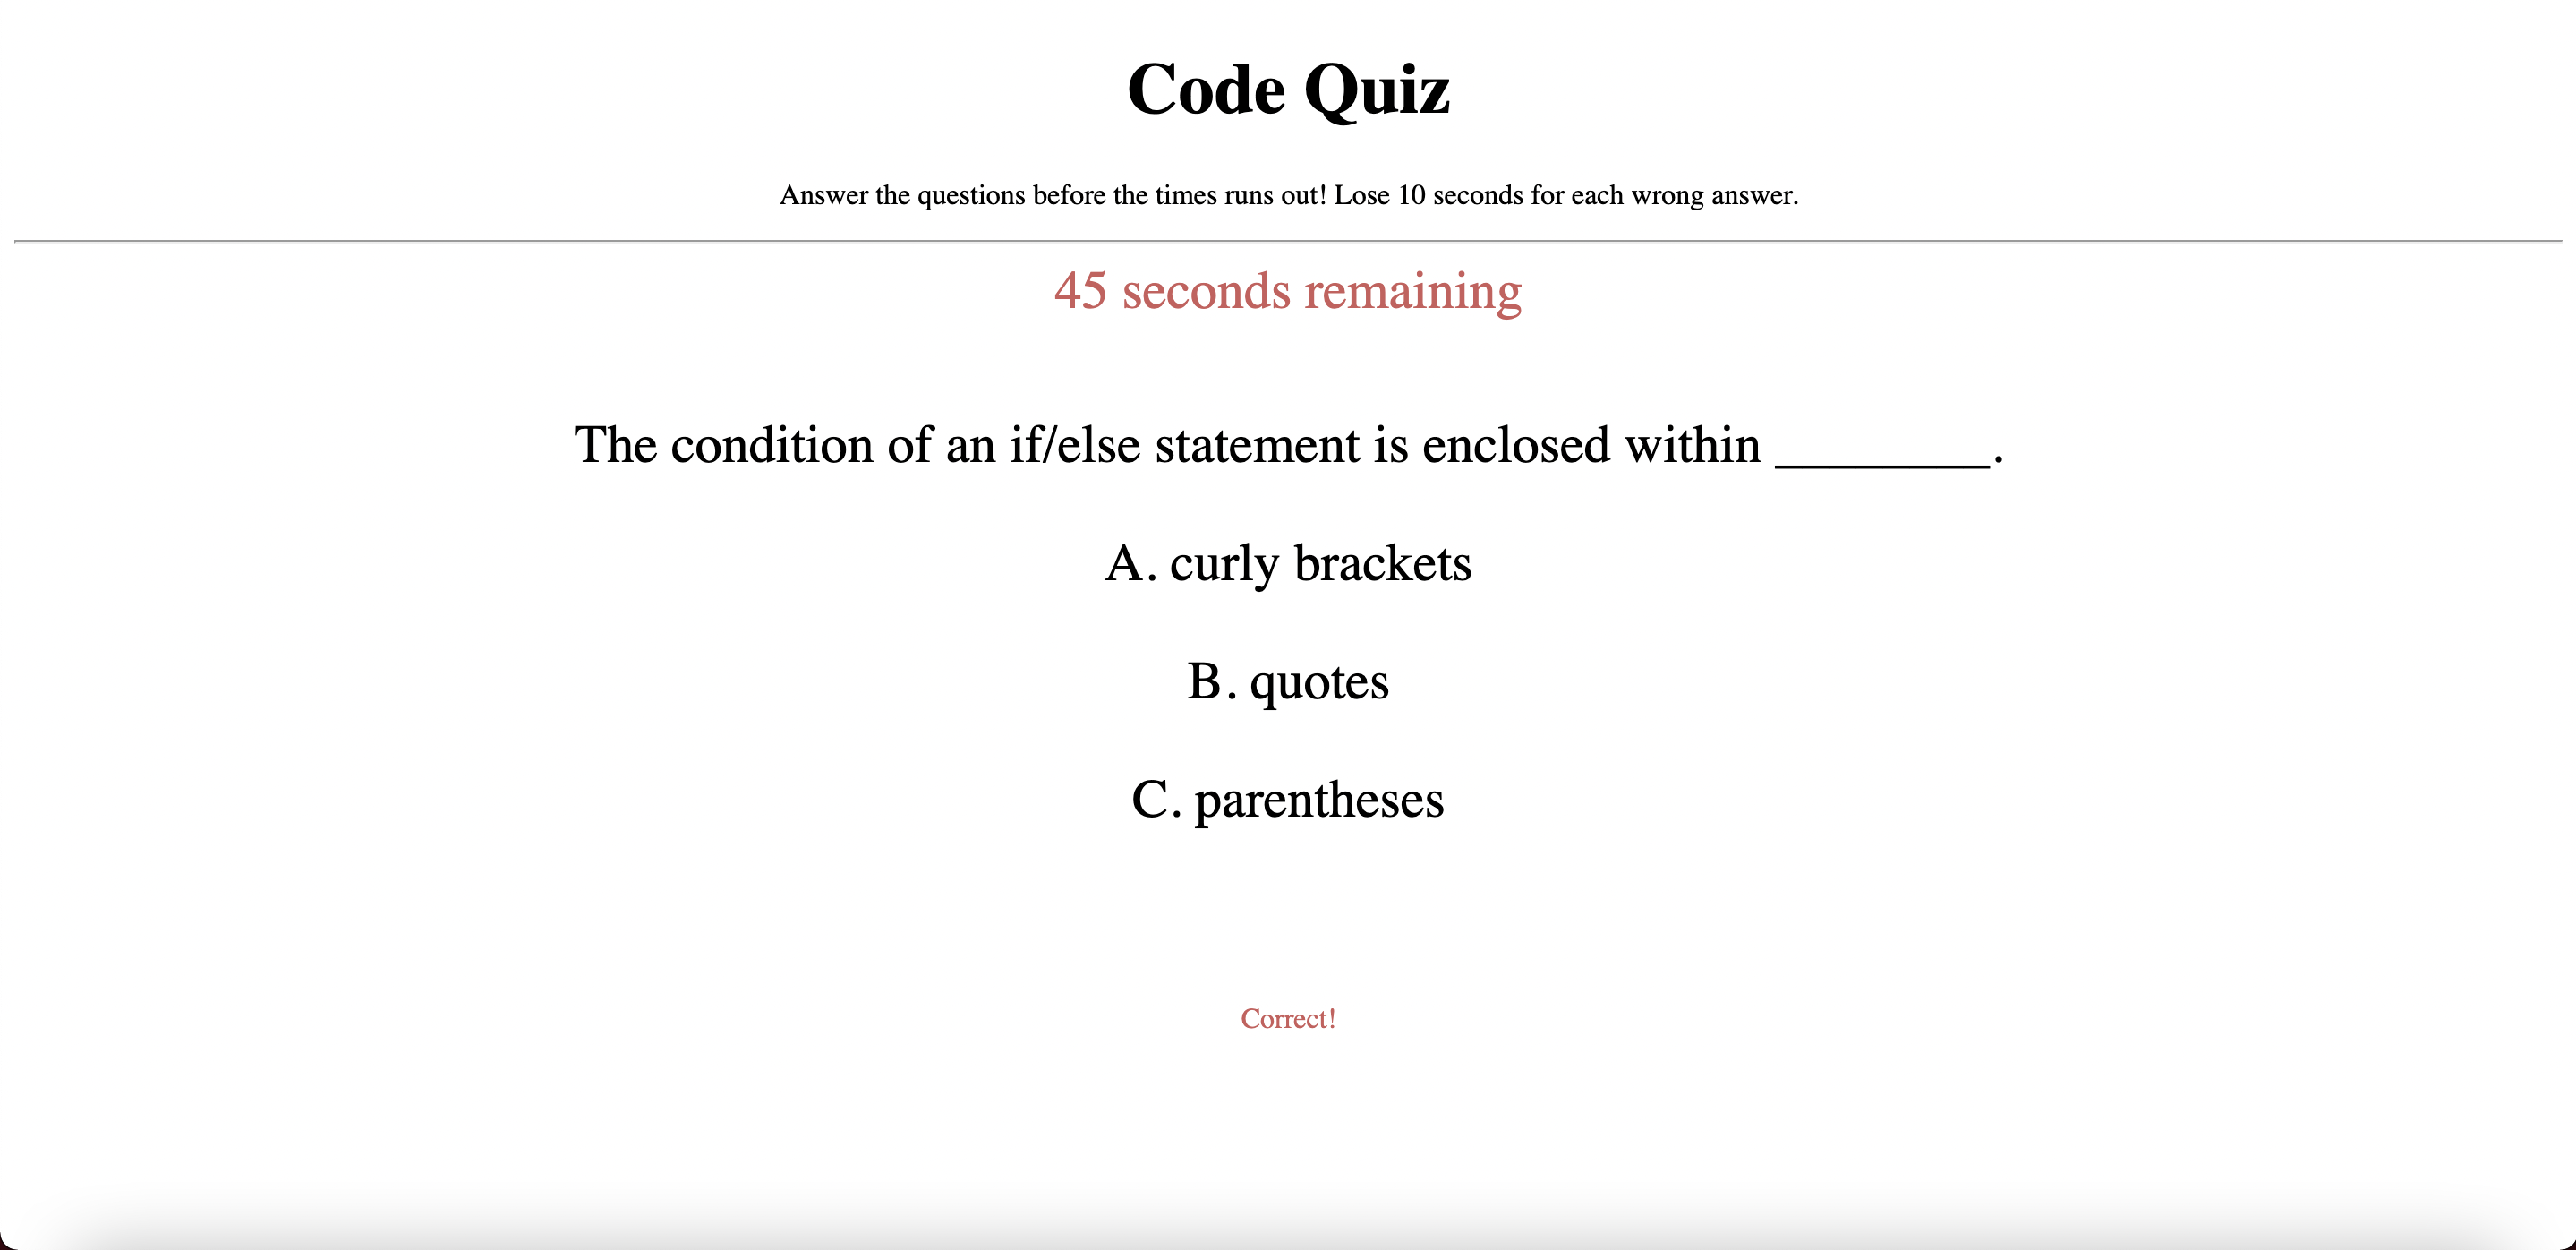 Code Quiz
Answer the questions before the times runs out! Lose 10 seconds for each wrong answer.
45 seconds remaining
The condition of an if/else statement is enclosed within ________.
A. curly brackets
B. quotes
C. parentheses
Correct!